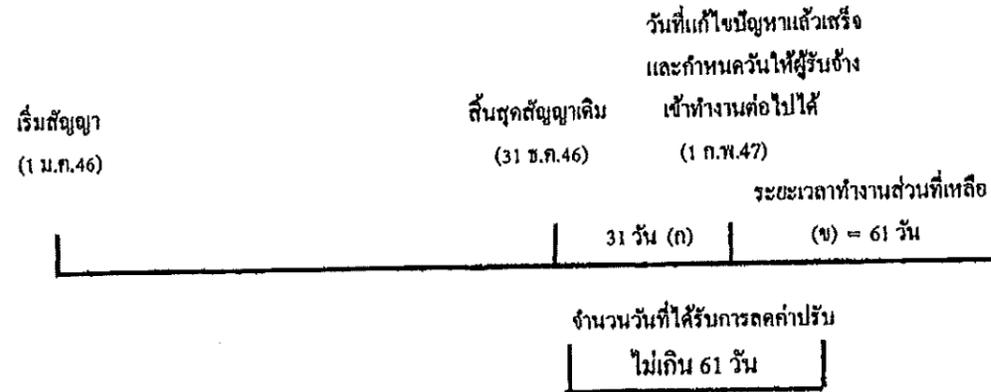 วันที่แก้ไขปัญหาแล้วเสร็จ
และกำหนดวันให้ผู้รับจ้าง
เริ่มสัญญา
สิ้นสุดสัญญาเดิม
เข้าทำงานต่อไปได้
(1 ม.ค.46)
(31 ธ.ค.46)
(1 ก.พ.47)
ระยะเวลาทำงานส่วนที่เหลือ
31 วัน (ก)
(ข) = 61 วัน
จำนวนวันที่ได้รับการลดค่าปรับ
ไม่เกิน 61 วัน